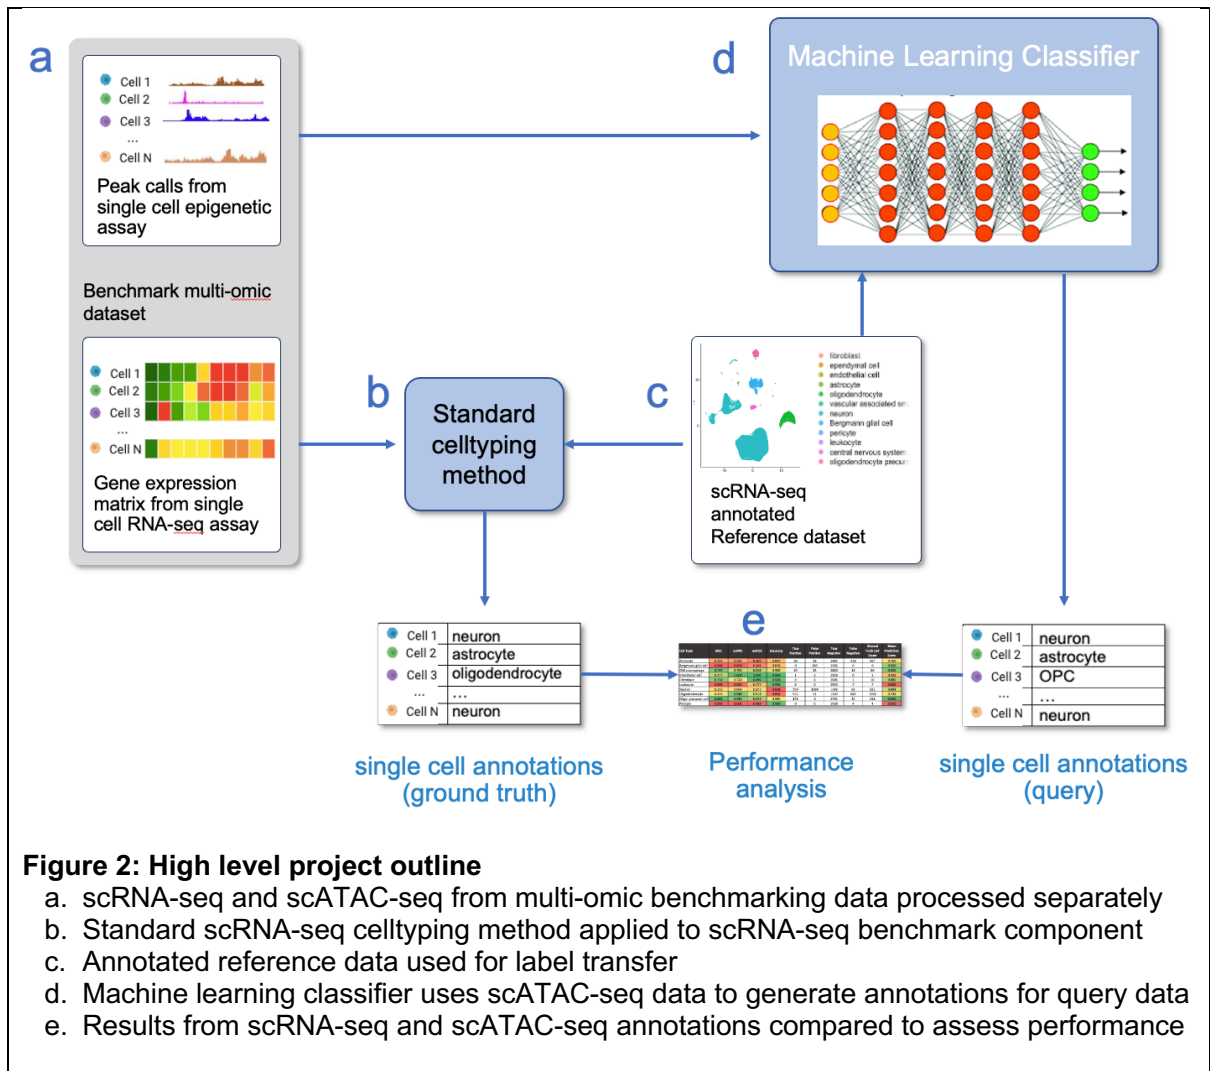 a
Cell 1
Cell 2
Cell 3
...
Cell N
Peak calls from
single cell epigenetic
assay
Benchmark multi-omic
dataset
Cell 1
Cell 2
Cell 3
...
Cell N
Gene expression
matrix from single
cell RNA-seq assay
b
Standard
celltyping
method
c
fibroblast
ependymal cell
endothelial cell
astrocyte
oligodendrocyte
vascular associated
neuron
Bergmann glial cell
pericyte
leukocyte
central nervous system
oligodendrocyte
scRNA-seq
annotated
Reference dataset
d
Machine Learning Classifier
Cell 1 neuron
Cell 2 astrocyte
Cell 3 oligodendrocyte
... ...
Cell N neuron
single cell annotations
(ground truth)
e
Performance
analysis
Cell 1 neuron
Cell 2 astrocyte
Cell 3 OPC
... ...
Cell N neuron
single cell annotations
(query)
Figure 2: High level project outline
a. scRNA-seq and scATAC-seq from multi-omic benchmarking data processed separately
b. Standard scRNA-seq celltyping method applied to scRNA-seq benchmark component
c. Annotated reference data used for label transfer
d. Machine learning classifier uses scATAC-seq data to generate annotations for query data
e. Results from scRNA-seq and scATAC-seq annotations compared to assess performance